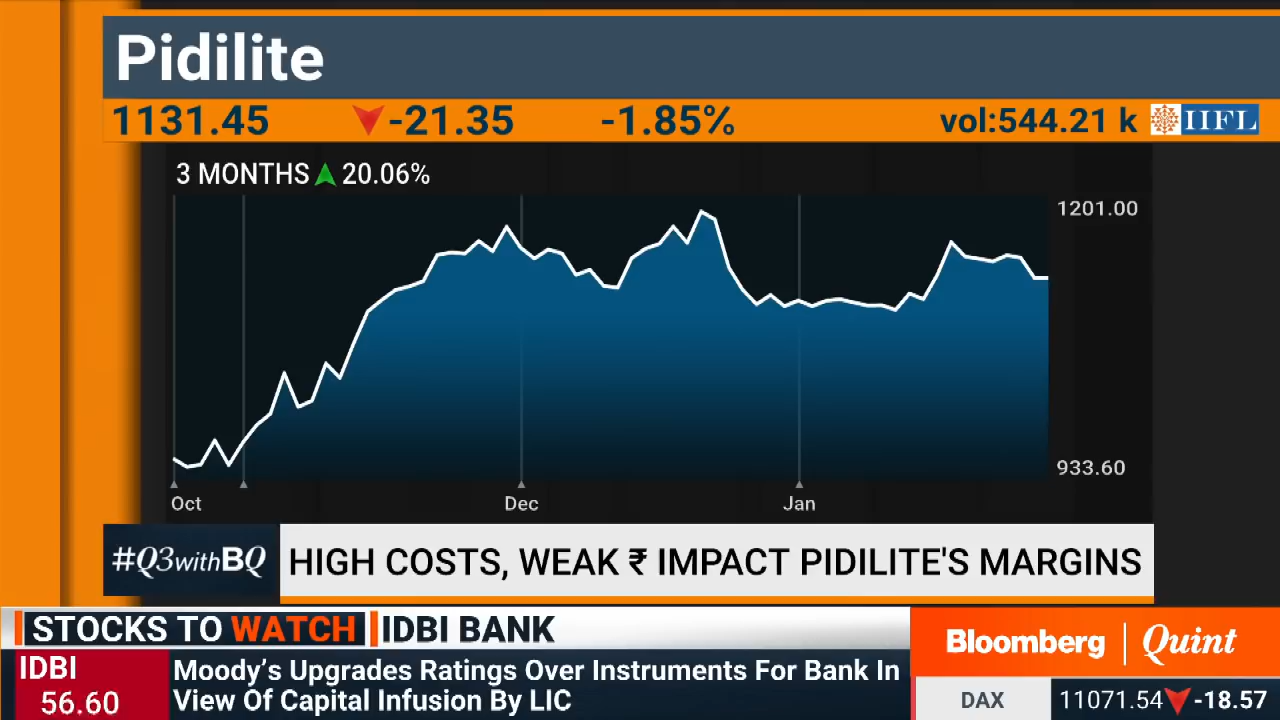 Pidilite
1131.45 -21.35 -1.85% vol:544.21 k IIFL
3 MONTHS 20.06%
1201.00
933.60
Oct Dec Jan
#Q3withBQ HIGH COSTS, WEAK ₹ IMPACT PIDILITE'S MARGINS
STOCKS TO WATCH IDBI BANK
IDBI
56.60
Moody's Upgrades Ratings Over Instruments For Bank In
View Of Capital Infusion By LIC
Bloomberg | Quint
DAX 11071.54 -18.57